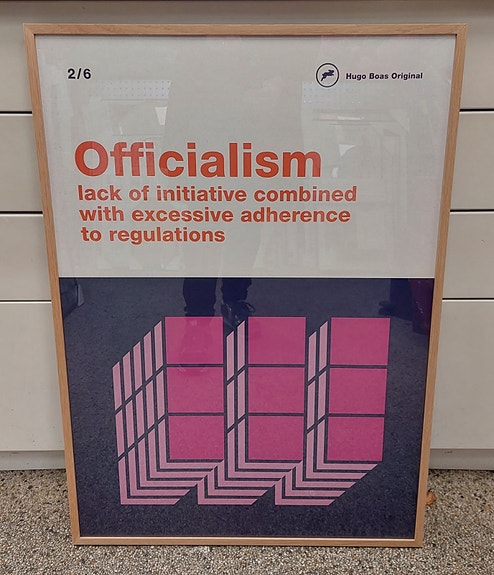 2/6
Hugo Boas Original
Officialism
lack of initiative combined
with excessive adherence
to regulations